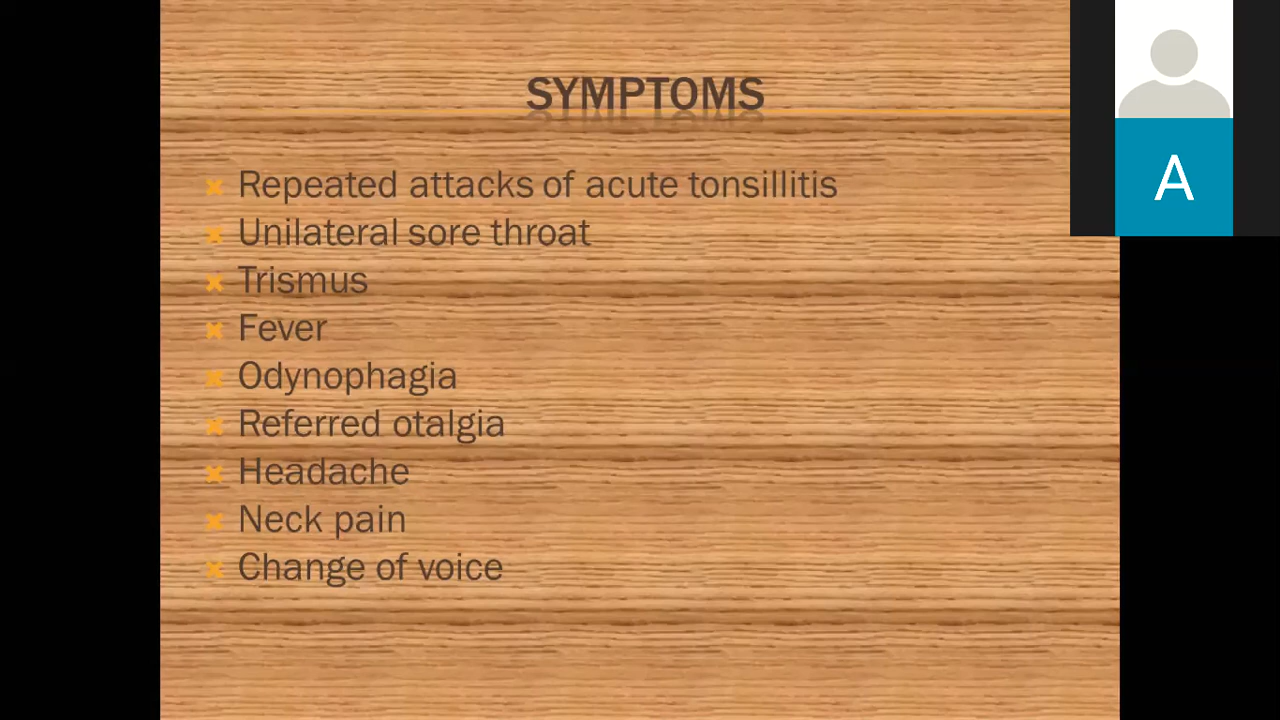 SYMPTOMS
Repeated attacks of acute tonsillitis
Unilateral sore throat
Trismus
Fever
Odynophagia
Referred otalgia
Headache
Neck pain
Change of voice
A